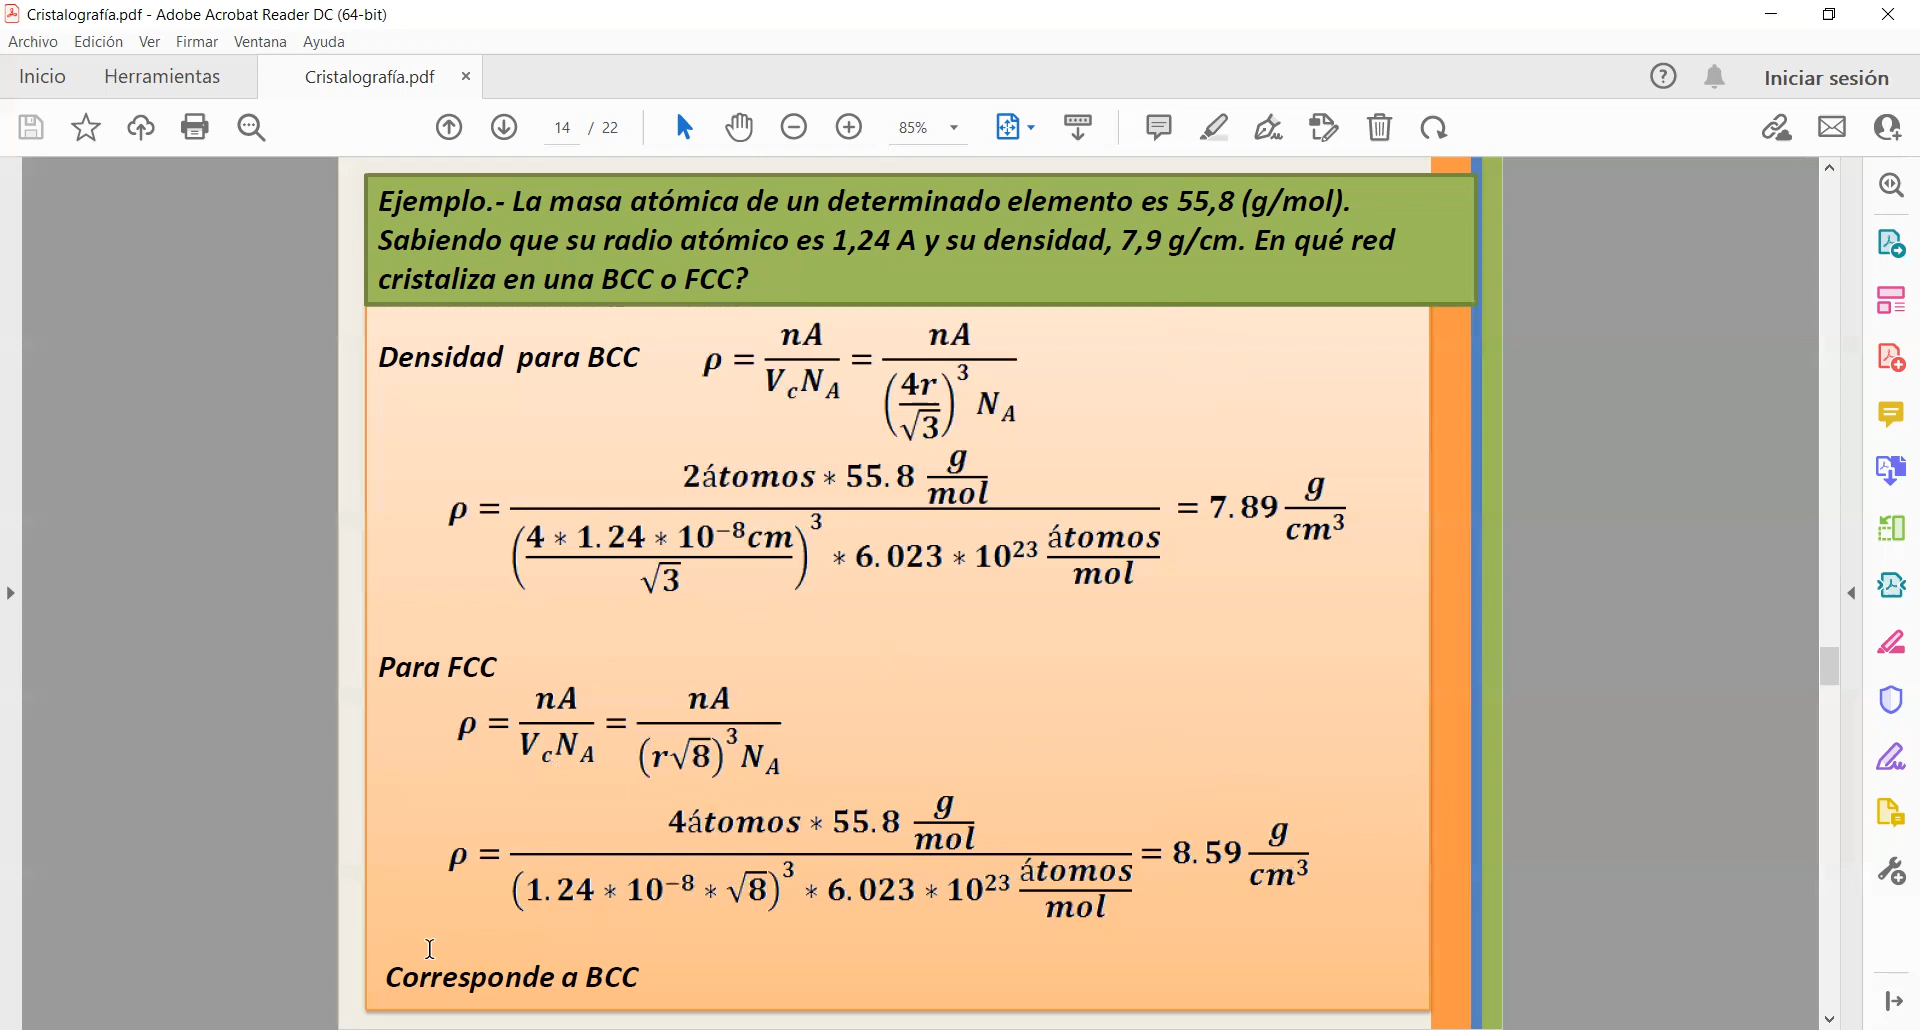 Cristalografía.pdf - Adobe Acrobat Reader DC (64-bit)
Archivo Edición Ver Firmar Ventana Ayuda
Inicio Herramientas Cristalografía.pdf × Iniciar sesión
14 / 22 85%
Ejemplo.- La masa atómica de un determinado elemento es 55,8 (g/mol).
Sabiendo que su radio atómico es 1,24 A y su densidad, 7,9 g/cm. En qué red
cristaliza en una BCC o FCC?
Densidad para BCC ρ = nA / (V_c N_A) = nA / ((4r/√3)^3 N_A)
ρ = (2átomos * 55.8 g/mol) / ((4 * 1.24 * 10^−8 cm / √3)^3 * 6.023 * 10^23 átomos/mol) = 7.89 g/cm^3
Para FCC
ρ = nA / (V_c N_A) = nA / ((r√8)^3 N_A)
ρ = (4átomos * 55.8 g/mol) / ((1.24 * 10^−8 * √8)^3 * 6.023 * 10^23 átomos/mol) = 8.59 g/cm^3
Corresponde a BCC